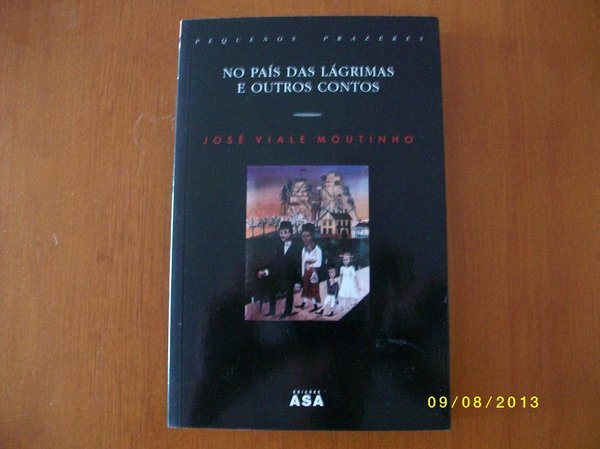 PEQUENOS PRAZERES
NO PAÍS DAS LÁGRIMAS
E OUTROS CONTOS
JOSÉ VIALE MOUTINHO
EDIÇÕES
ASA
09/08/2013